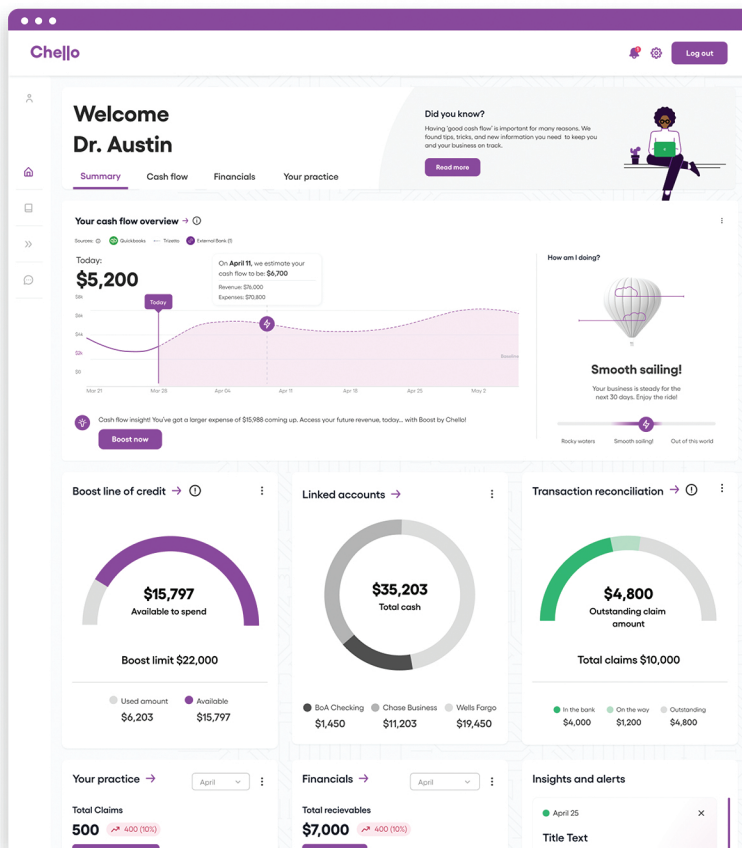 Chello
1
Log out
Welcome
Dr. Austin
Did you know?
Having 'good cash flow' is important for many reasons. We
found tips, tricks, and new information you need to keep you
and your business on track.
Read more
Summary
Cash flow
Financials
Your practice
Your cash flow overview
Sources:
Quickbooks
Trizetto
External Bank (1)
Today:
$5,200
On April 11, we estimate your
cash flow to be: $6,700
Revenue: $76,000
Expenses: $70,800
Today
$8k
$6k
$4k
$2k
$0
Baseline
Mar 21
Mar 28
Apr 04
Apr 11
Apr 18
Apr 25
May 2
Cash flow insight! You've got a larger expense of $15,988 coming up. Access your future revenue, today... with Boost by Chello!
Boost now
How am I doing?
Smooth sailing!
Your business is steady for the
next 30 days. Enjoy the ride!
Rocky waters
Smooth sailing!
Out of this world
Boost line of credit
$15,797
Available to spend
Boost limit $22,000
Used amount
Available
$6,203
$15,797
Linked accounts
$35,203
Total cash
BoA Checking
Chase Business
Wells Fargo
$1,450
$11,203
$19,450
Transaction reconciliation
$4,800
Outstanding claim
amount
Total claims $10,000
In the bank
On the way
Outstanding
$4,000
$1,200
$4,800
Your practice
April
Total Claims
500
400 (10%)
Financials
April
Total recievables
$7,000
400 (10%)
Insights and alerts
April 25
Title Text